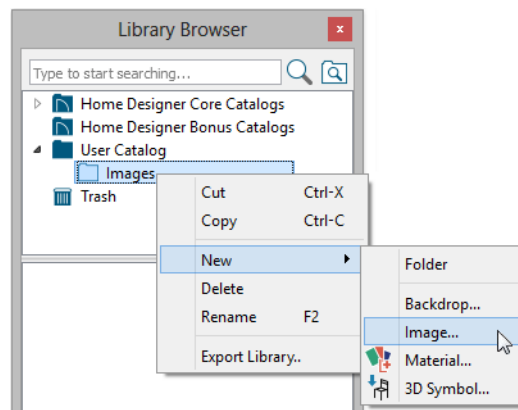 Library Browser
x
Type to start searching...
Home Designer Core Catalogs
Home Designer Bonus Catalogs
User Catalog
Images
Trash
Cut Ctrl-X
Copy Ctrl-C
New
Delete
Rename F2
Export Library..
Folder
Backdrop...
Image...
Material...
3D Symbol...